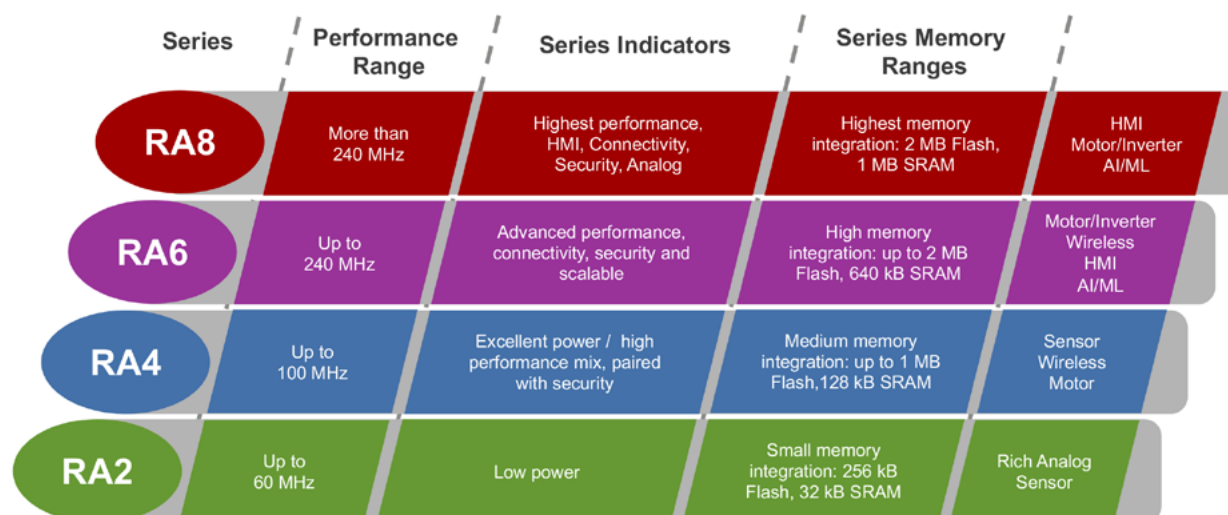 Series
Performance
Range
Series Indicators
Series Memory
Ranges
RA8
More than
240 MHz
Highest performance,
HMI, Connectivity,
Security, Analog
Highest memory
integration: 2 MB Flash,
1 MB SRAM
HMI
Motor/Inverter
AI/ML
RA6
Up to
240 MHz
Advanced performance,
connectivity, security and
scalable
High memory
integration: up to 2 MB
Flash, 640 kB SRAM
Motor/Inverter
Wireless
HMI
AI/ML
RA4
Up to
100 MHz
Excellent power / high
performance mix, paired
with security
Medium memory
integration: up to 1 MB
Flash,128 kB SRAM
Sensor
Wireless
Motor
RA2
Up to
60 MHz
Low power
Small memory
integration: 256 kB
Flash, 32 kB SRAM
Rich Analog
Sensor